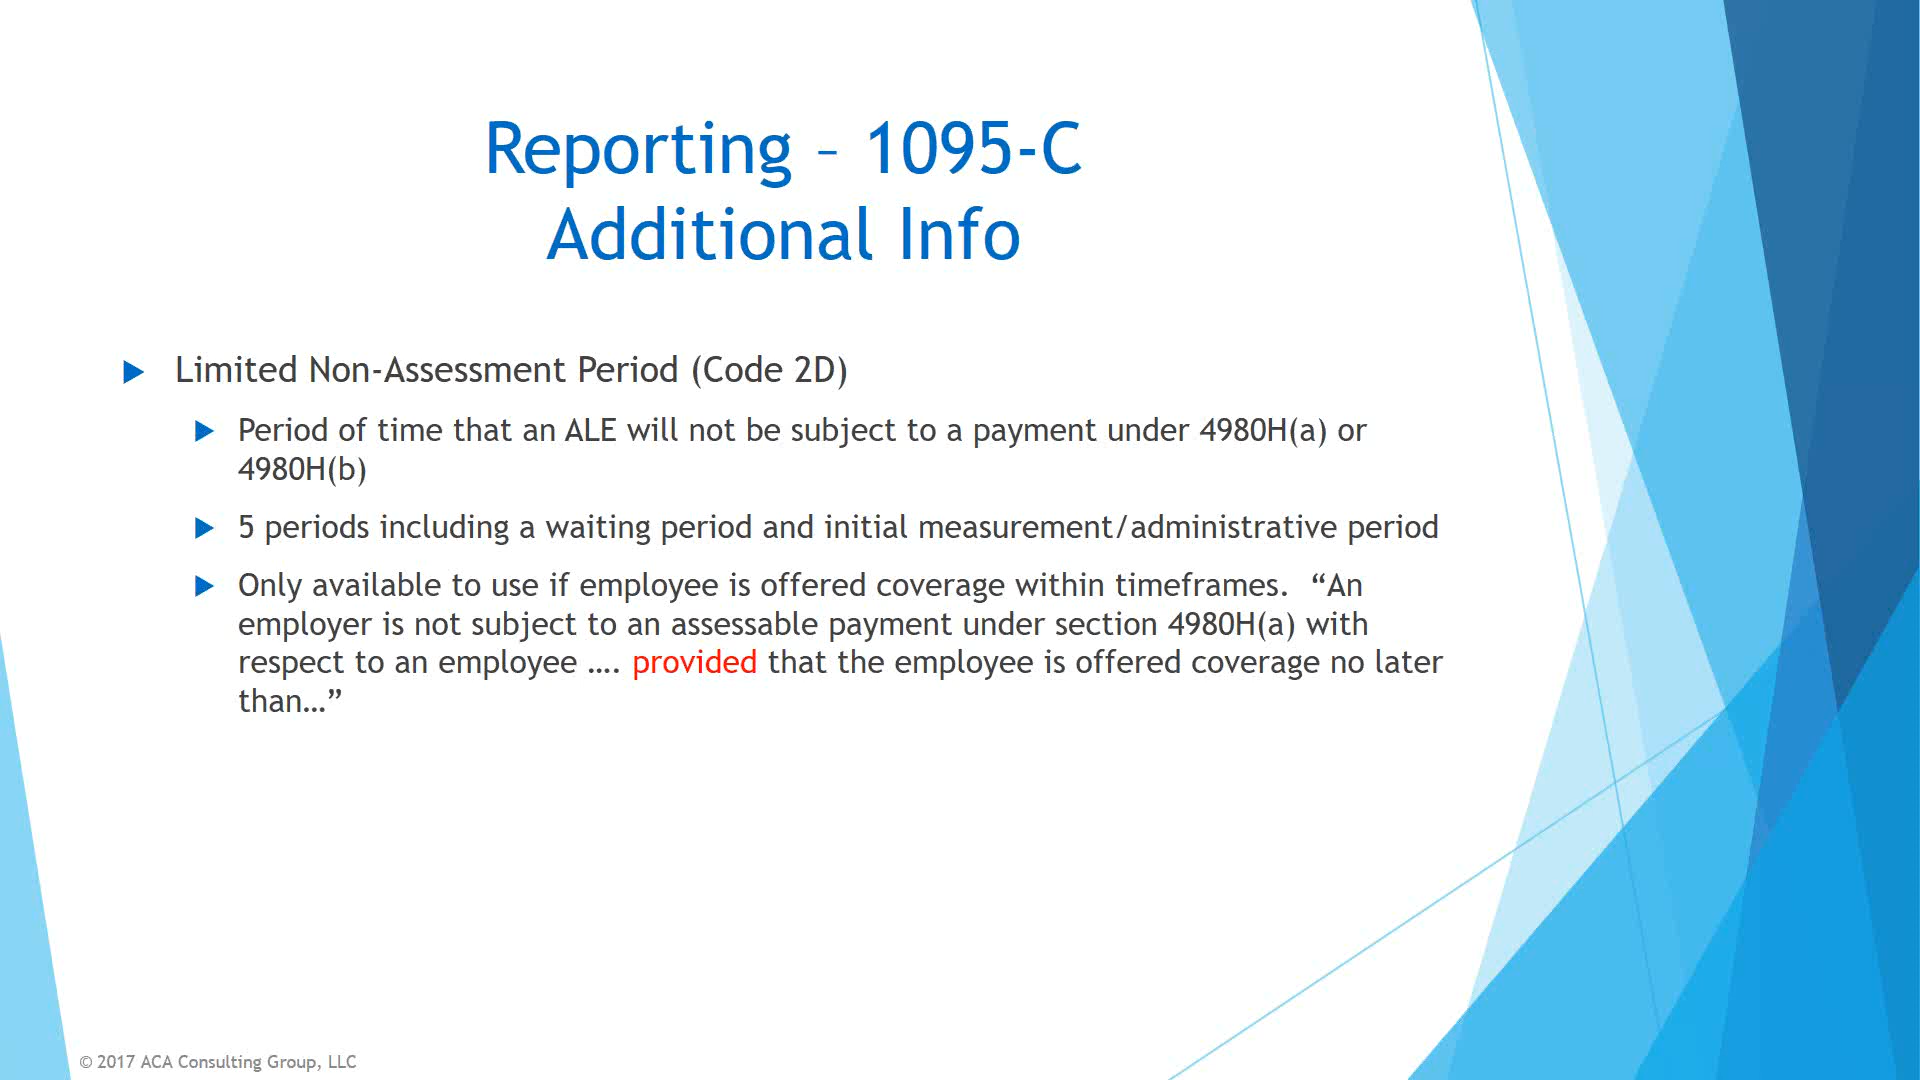 Reporting – 1095-C
Additional Info
Limited Non-Assessment Period (Code 2D)
Period of time that an ALE will not be subject to a payment under 4980H(a) or
4980H(b)
5 periods including a waiting period and initial measurement/administrative period
Only available to use if employee is offered coverage within timeframes.  “An
employer is not subject to an assessable payment under section 4980H(a) with
respect to an employee …. provided that the employee is offered coverage no later
than…”
© 2017 ACA Consulting Group, LLC